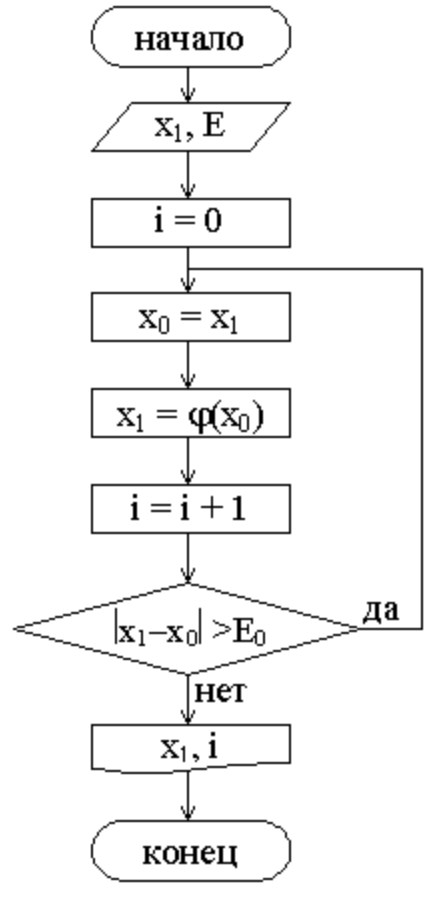 начало
x₁, E
i = 0
x₀ = x₁
x₁ = φ(x₀)
i = i + 1
|x₁–x₀| >E₀
да
нет
x₁, i
конец